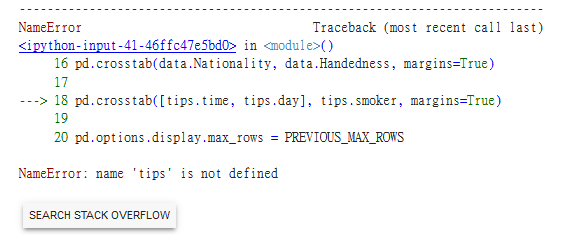 ---------------------------------------------------------------------------
NameError                                 Traceback (most recent call last)
<ipython-input-41-46ffc47e5bd0> in <module>()
     16 pd.crosstab(data.Nationality, data.Handedness, margins=True)
     17
---> 18 pd.crosstab([tips.time, tips.day], tips.smoker, margins=True)
     19
     20 pd.options.display.max_rows = PREVIOUS_MAX_ROWS
NameError: name 'tips' is not defined
SEARCH STACK OVERFLOW